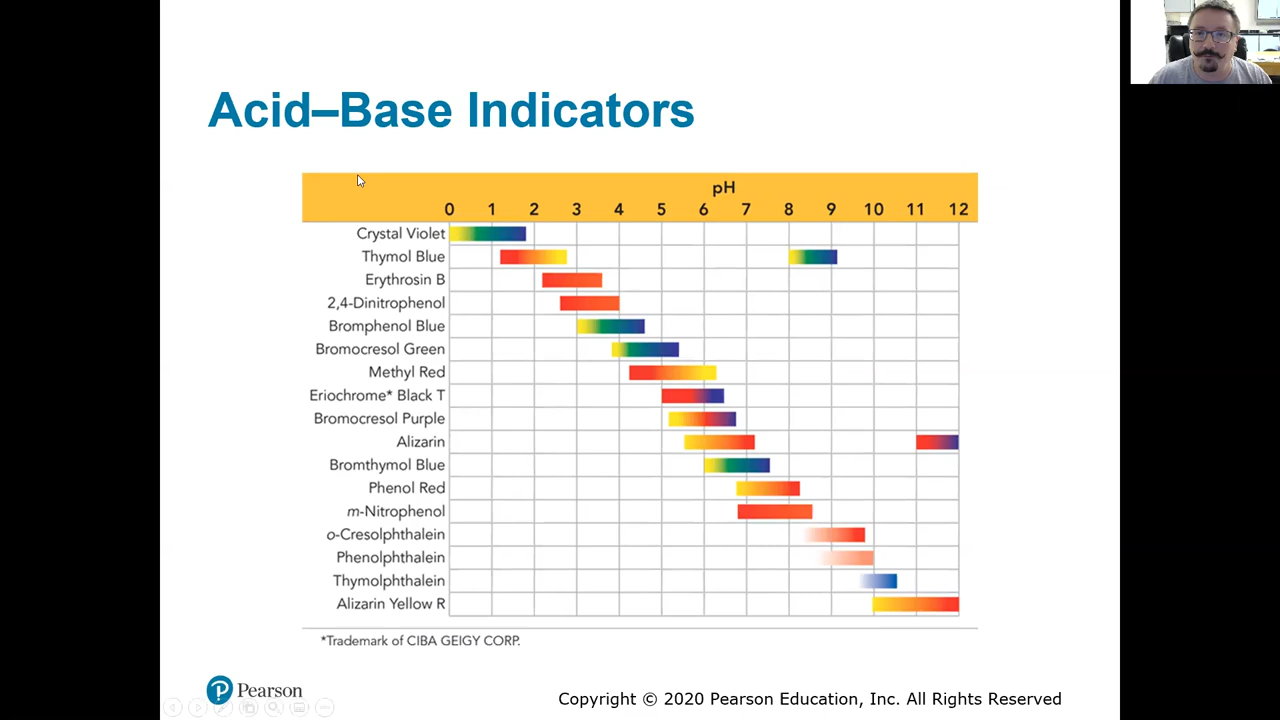 Acid–Base Indicators
pH
0 1 2 3 4 5 6 7 8 9 10 11 12
Crystal Violet
Thymol Blue
Erythrosin B
2,4-Dinitrophenol
Bromphenol Blue
Bromocresol Green
Methyl Red
Eriochrome* Black T
Bromocresol Purple
Alizarin
Bromthymol Blue
Phenol Red
m-Nitrophenol
o-Cresolphthalein
Phenolphthalein
Thymolphthalein
Alizarin Yellow R
*Trademark of CIBA GEIGY CORP.
P Pearson
Copyright © 2020 Pearson Education, Inc. All Rights Reserved